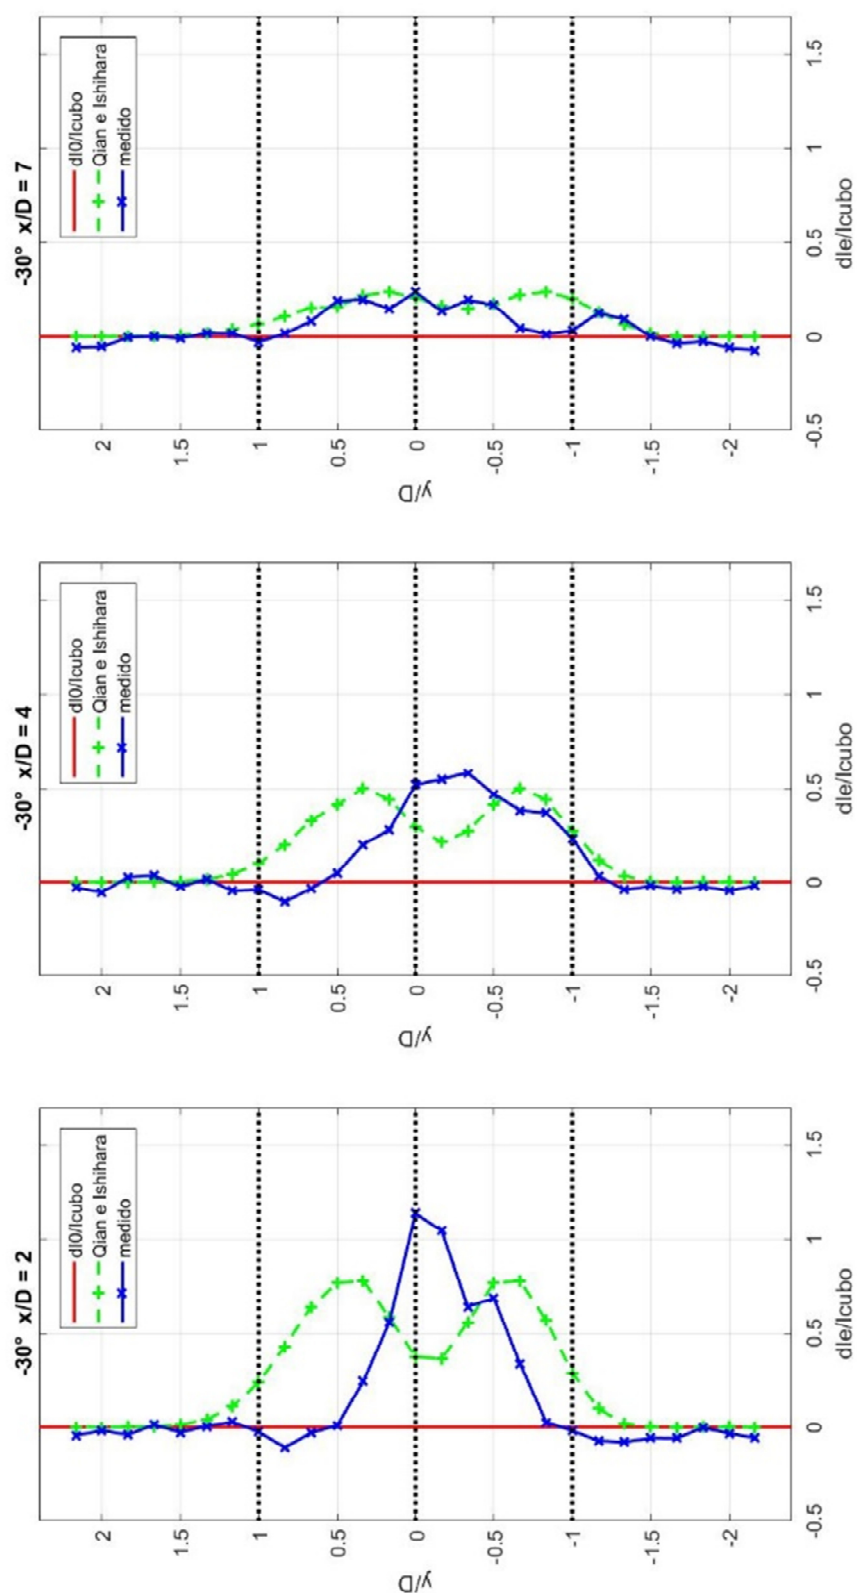 -30° x/D = 2
dI0/Icubo
Qian e Ishihara
medido
2
1.5
1
0.5
0
-0.5
-1
-1.5
-2
y/D
-0.5 0 0.5 1 1.5
dIe/Icubo
-30° x/D = 4
dI0/Icubo
Qian e Ishihara
medido
2
1.5
1
0.5
0
-0.5
-1
-1.5
-2
y/D
-0.5 0 0.5 1 1.5
dIe/Icubo
-30° x/D = 7
dI0/Icubo
Qian e Ishihara
medido
2
1.5
1
0.5
0
-0.5
-1
-1.5
-2
y/D
-0.5 0 0.5 1 1.5
dIe/Icubo